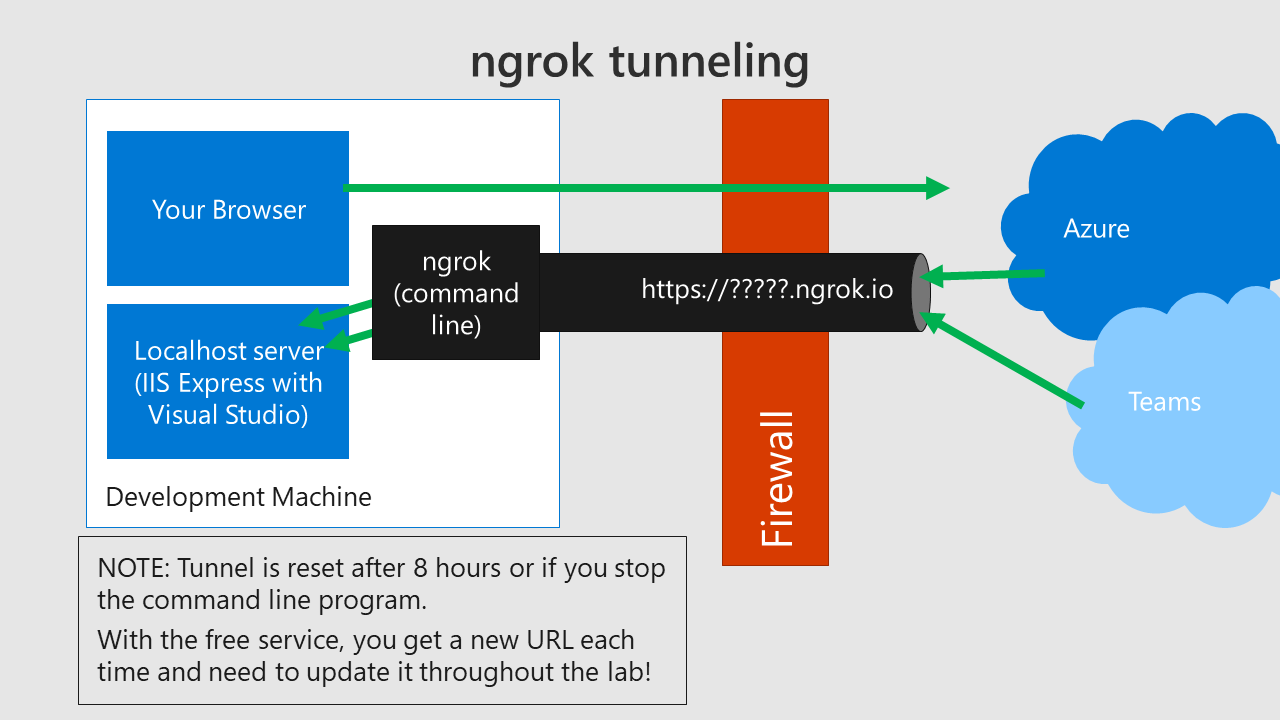 ngrok tunneling
Your Browser
ngrok
(command
line)
https://?????.ngrok.io
Azure
Localhost server
(IIS Express with
Visual Studio)
Teams
Firewall
Development Machine
NOTE: Tunnel is reset after 8 hours or if you stop
the command line program.
With the free service, you get a new URL each
time and need to update it throughout the lab!